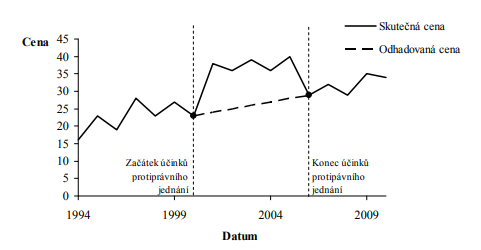 Skutečná cena
Odhadovaná cena
Cena
45
40
35
30
25
20
15
10
5
0
Začátek účinků
protiprávního
jednání
Konec účinků
protipávního
jednání
1994
1999
2004
2009
Datum